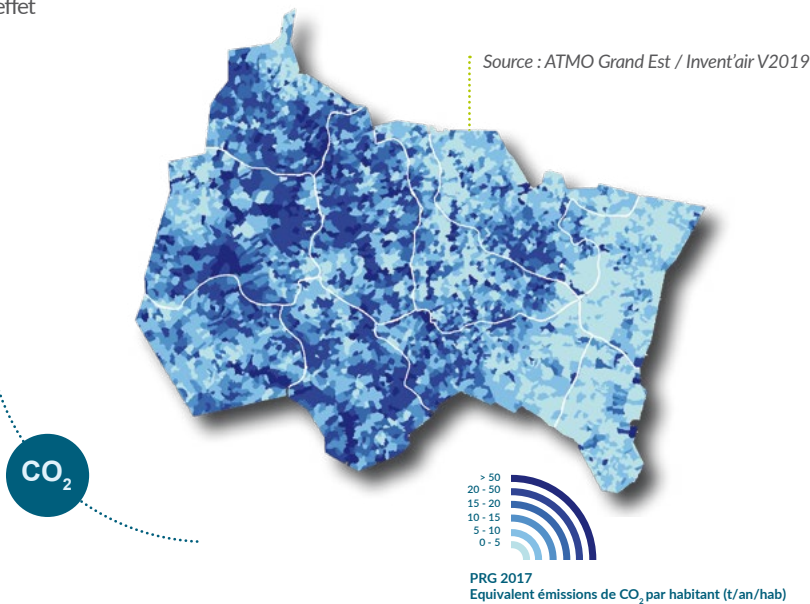 effet
Source : ATMO Grand Est / Invent'air V2019
CO₂
> 50
20 - 50
15 - 20
10 - 15
5 - 10
0 - 5
PRG 2017
Equivalent émissions de CO₂ par habitant (t/an/hab)